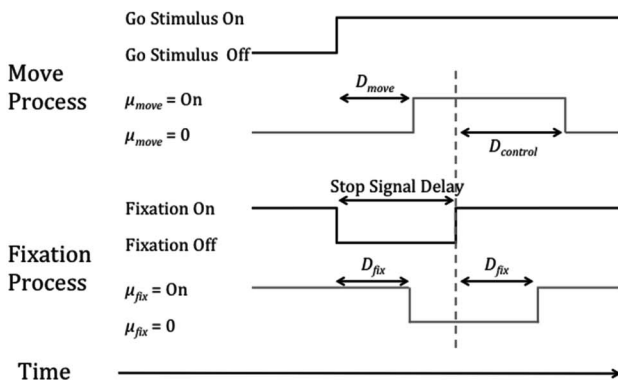 Go Stimulus On
Go Stimulus Off
Move
Process
D_move
μ_move = On
μ_move = 0
D_control
Stop Signal Delay
Fixation On
Fixation Off
Fixation
Process
D_fix
D_fix
μ_fix = On
μ_fix = 0
Time